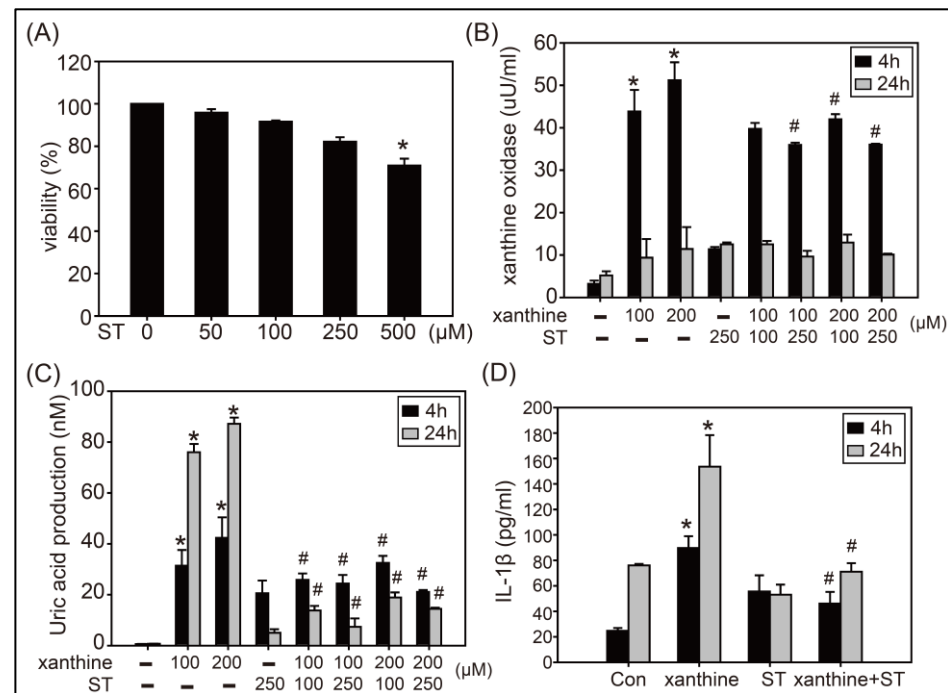 (A)
120
100
80
60
40
20
0
viability (%)
*
ST 0 50 100 250 500 (μM)
(B)
60
50
40
30
20
10
0
xanthine oxidase (uU/ml)
4h
24h
* *
# # #
xanthine – 100 200 – 100 100 200 200 (μM)
ST – – – 250 100 250 100 250
(C)
100
80
60
40
20
0
Uric acid production (nM)
4h
24h
* * * *
# # # # # # # #
xanthine – 100 200 – 100 100 200 200 (μM)
ST – – – 250 100 250 100 250
(D)
200
180
160
140
120
100
80
60
40
20
0
IL-1β (pg/ml)
4h
24h
* *
# #
Con xanthine ST xanthine+ST